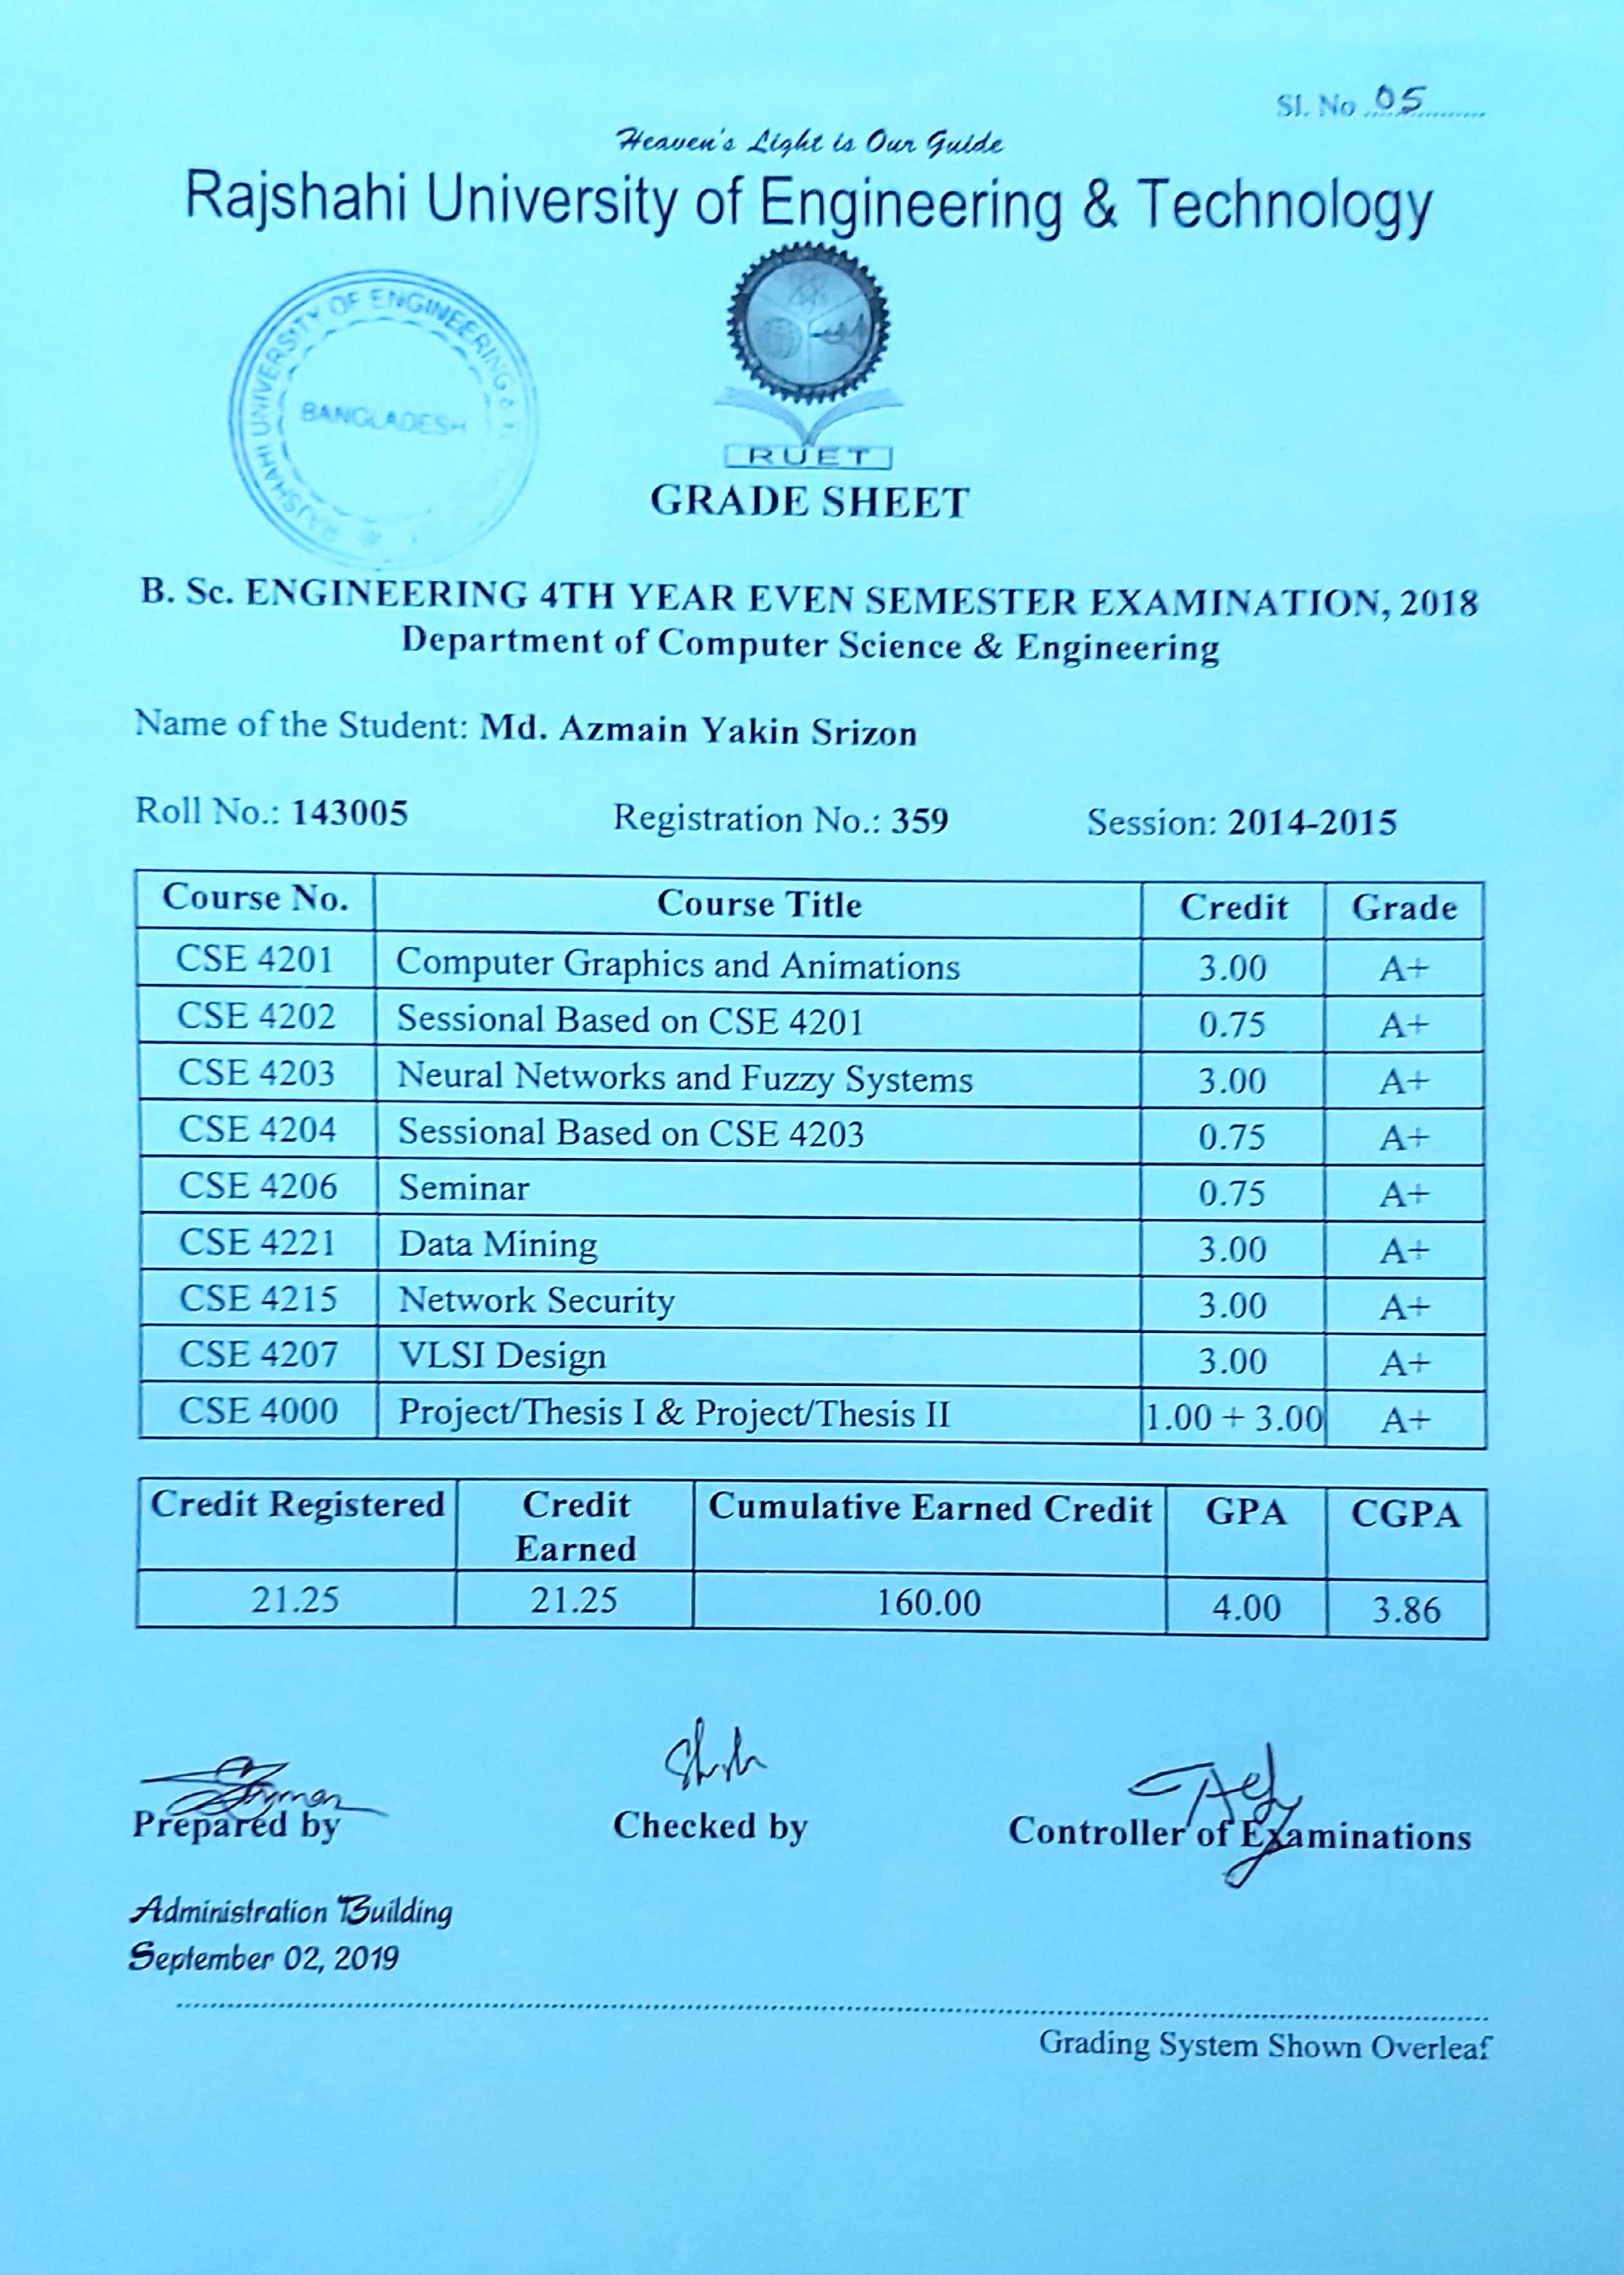 Sl. No 05
Heaven's Light is Our Guide
Rajshahi University of Engineering & Technology
RAJSHAHI UNIVERSITY OF ENGINEERING &
BANGLADESH
RUET
GRADE SHEET
B. Sc. ENGINEERING 4TH YEAR EVEN SEMESTER EXAMINATION, 2018
Department of Computer Science & Engineering
Name of the Student: Md. Azmain Yakin Srizon
Roll No.: 143005 Registration No.: 359 Session: 2014-2015
Course No. Course Title Credit Grade
CSE 4201 Computer Graphics and Animations 3.00 A+
CSE 4202 Sessional Based on CSE 4201 0.75 A+
CSE 4203 Neural Networks and Fuzzy Systems 3.00 A+
CSE 4204 Sessional Based on CSE 4203 0.75 A+
CSE 4206 Seminar 0.75 A+
CSE 4221 Data Mining 3.00 A+
CSE 4215 Network Security 3.00 A+
CSE 4207 VLSI Design 3.00 A+
CSE 4000 Project/Thesis I & Project/Thesis II 1.00 + 3.00 A+
Credit Registered Credit Earned Cumulative Earned Credit GPA CGPA
21.25 21.25 160.00 4.00 3.86
Prepared by Checked by Controller of Examinations
Administration Building
September 02, 2019
Grading System Shown Overleaf